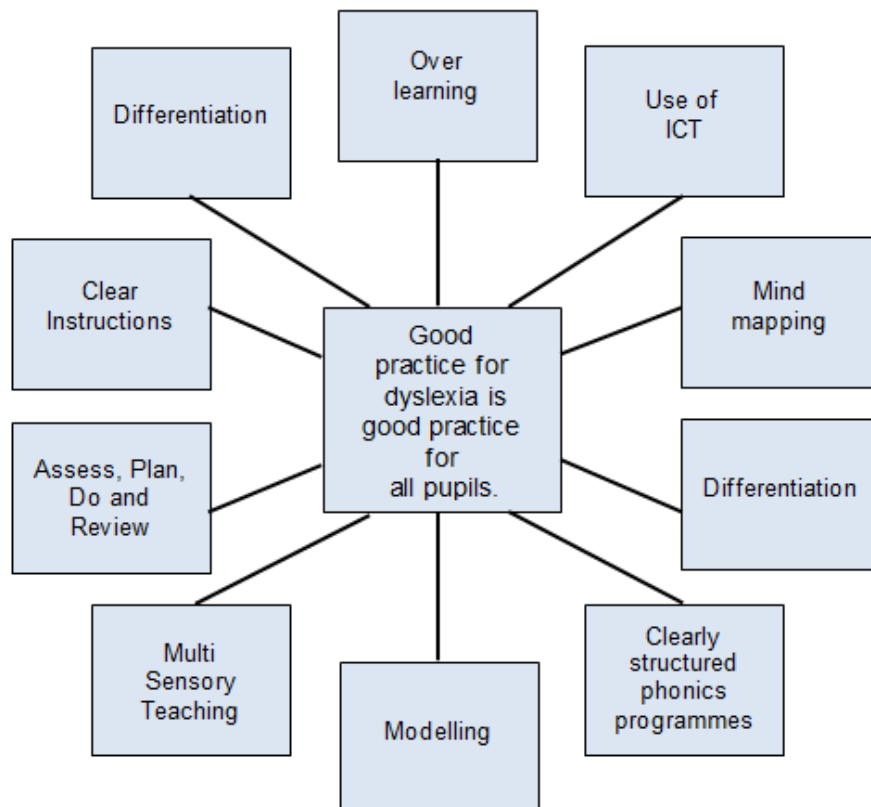 Over
learning
Differentiation
Use of
ICT
Clear
Instructions
Mind
mapping
Good
practice for
dyslexia is
good practice
for
all pupils.
Assess, Plan,
Do and
Review
Differentiation
Multi
Sensory
Teaching
Modelling
Clearly
structured
phonics
programmes